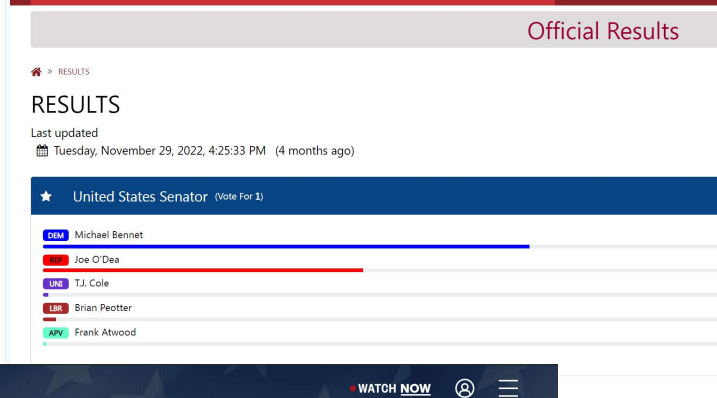 Official Results
» RESULTS
RESULTS
Last updated
Tuesday, November 29, 2022, 4:25:33 PM (4 months ago)
United States Senator (Vote For 1)
DEM Michael Bennet
REP Joe O'Dea
UNI T.J. Cole
LBR Brian Peotter
APV Frank Atwood
WATCH NOW